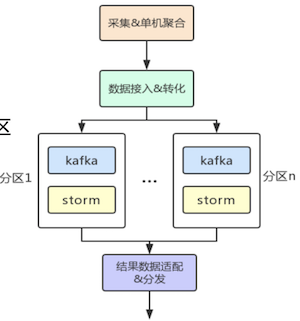 采集&单机聚合
数据接入&转化
区
kafka
kafka
分区1
...
分区n
storm
storm
结果数据适配
&分发